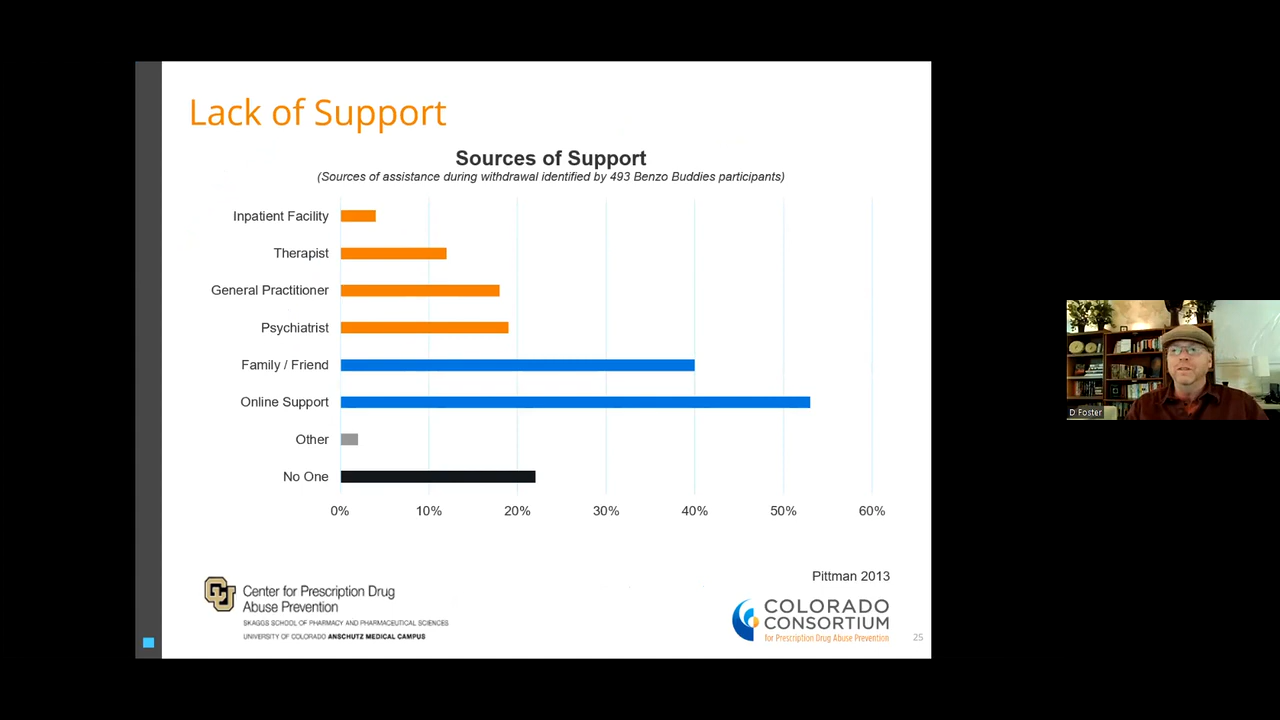 Lack of Support
Sources of Support
(Sources of assistance during withdrawal identified by 493 Benzo Buddies participants)
Inpatient Facility
Therapist
General Practitioner
Psychiatrist
Family / Friend
Online Support
Other
No One
0% 10% 20% 30% 40% 50% 60%
Pittman 2013
CU
Center for Prescription Drug
Abuse Prevention
SKAGGS SCHOOL OF PHARMACY AND PHARMACEUTICAL SCIENCES
UNIVERSITY OF COLORADO ANSCHUTZ MEDICAL CAMPUS
COLORADO
CONSORTIUM
for Prescription Drug Abuse Prevention
25
D Foster